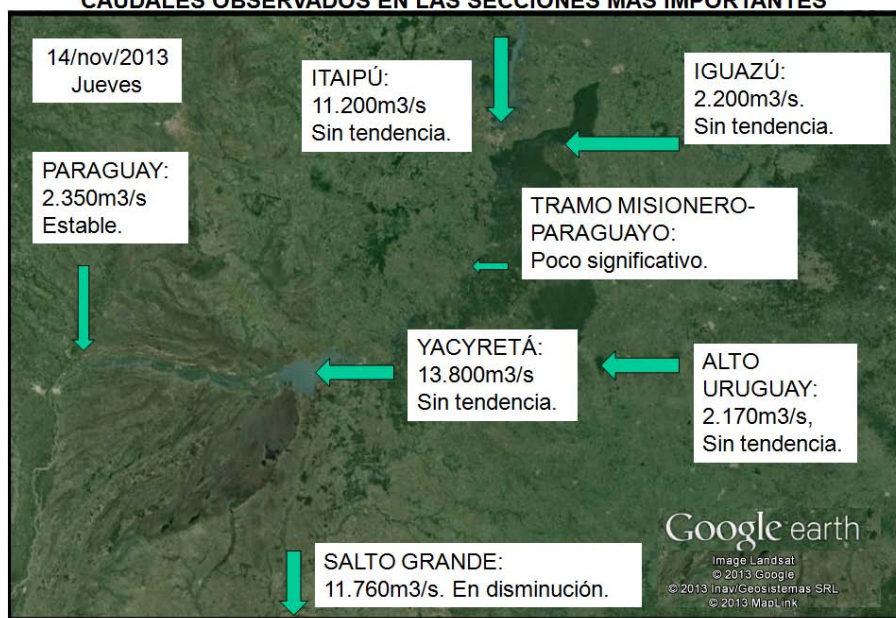 CAUDALES OBSERVADOS EN LAS SECCIONES MÁS IMPORTANTES
14/nov/2013
Jueves
ITAIPÚ:
11.200m3/s
Sin tendencia.
IGUAZÚ:
2.200m3/s.
Sin tendencia.
PARAGUAY:
2.350m3/s
Estable.
TRAMO MISIONERO-
PARAGUAYO:
Poco significativo.
YACYRETÁ:
13.800m3/s
Sin tendencia.
ALTO
URUGUAY:
2.170m3/s,
Sin tendencia.
SALTO GRANDE:
11.760m3/s. En disminución.
Google earth
Image Landsat
© 2013 Google
© 2013 Inav/Geosistemas SRL
© 2013 MapLink